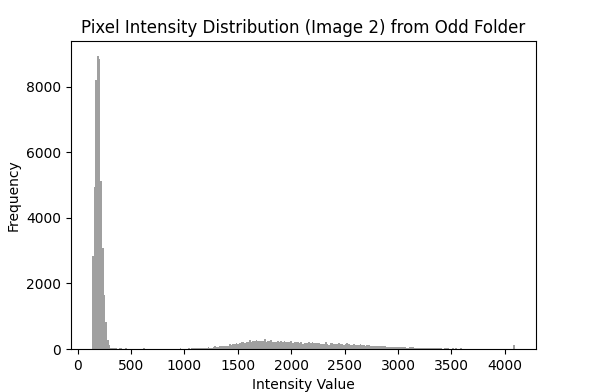 Pixel Intensity Distribution (Image 2) from Odd Folder
8000
6000
4000
2000
0
Frequency
0 500 1000 1500 2000 2500 3000 3500 4000
Intensity Value